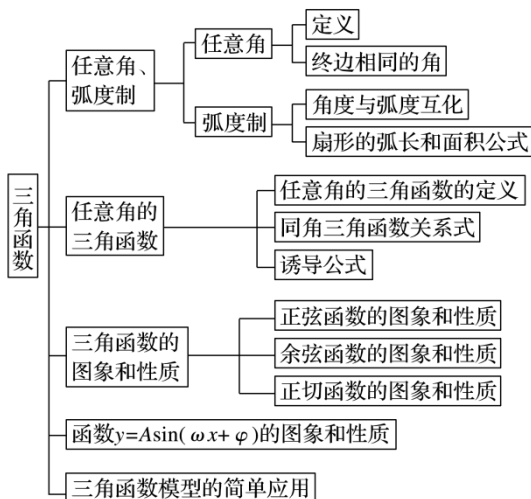 三角函数
任意角、
弧度制
任意角
定义
终边相同的角
弧度制
角度与弧度互化
扇形的弧长和面积公式
任意角的
三角函数
任意角的三角函数的定义
同角三角函数关系式
诱导公式
三角函数的
图象和性质
正弦函数的图象和性质
余弦函数的图象和性质
正切函数的图象和性质
函数y=Asin(ωx+φ)的图象和性质
三角函数模型的简单应用